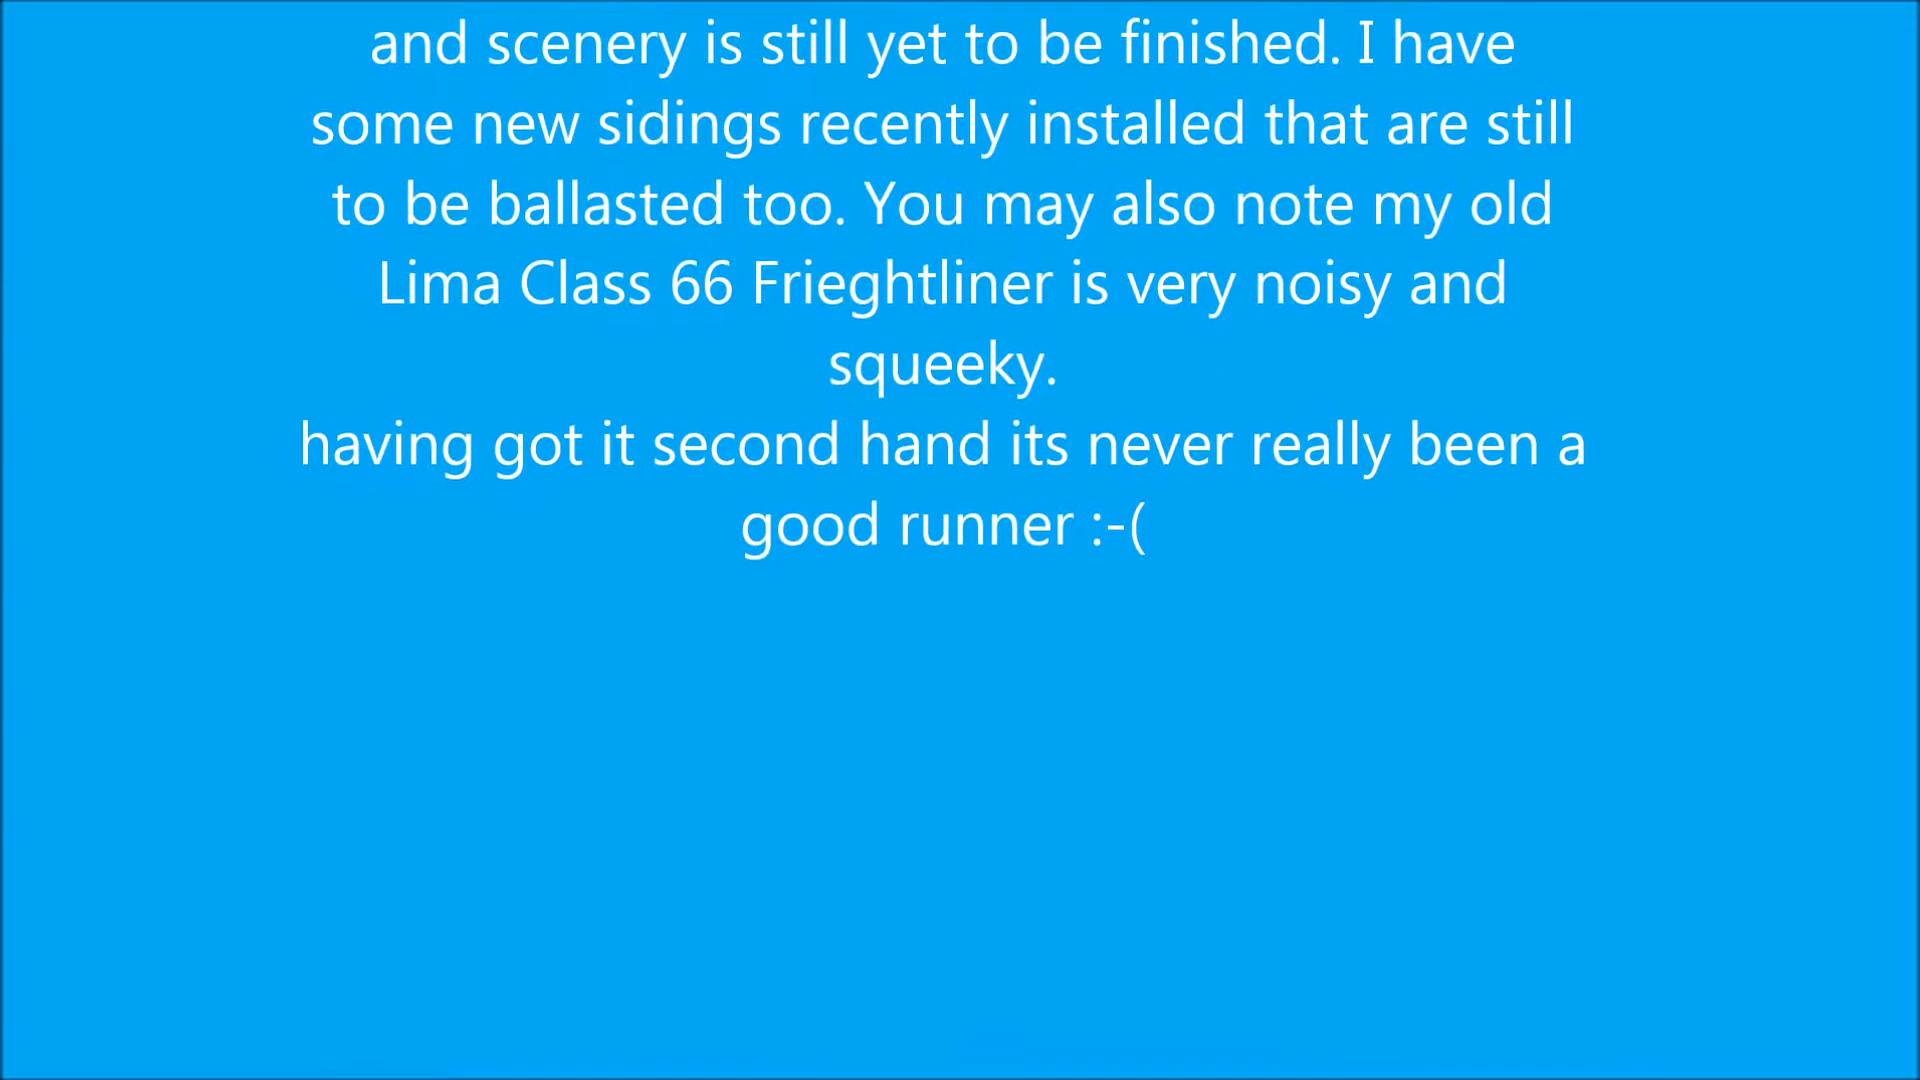 and scenery is still yet to be finished. I have
some new sidings recently installed that are still
to be ballasted too. You may also note my old
Lima Class 66 Frieghtliner is very noisy and
squeeky.
having got it second hand its never really been a
good runner :-(